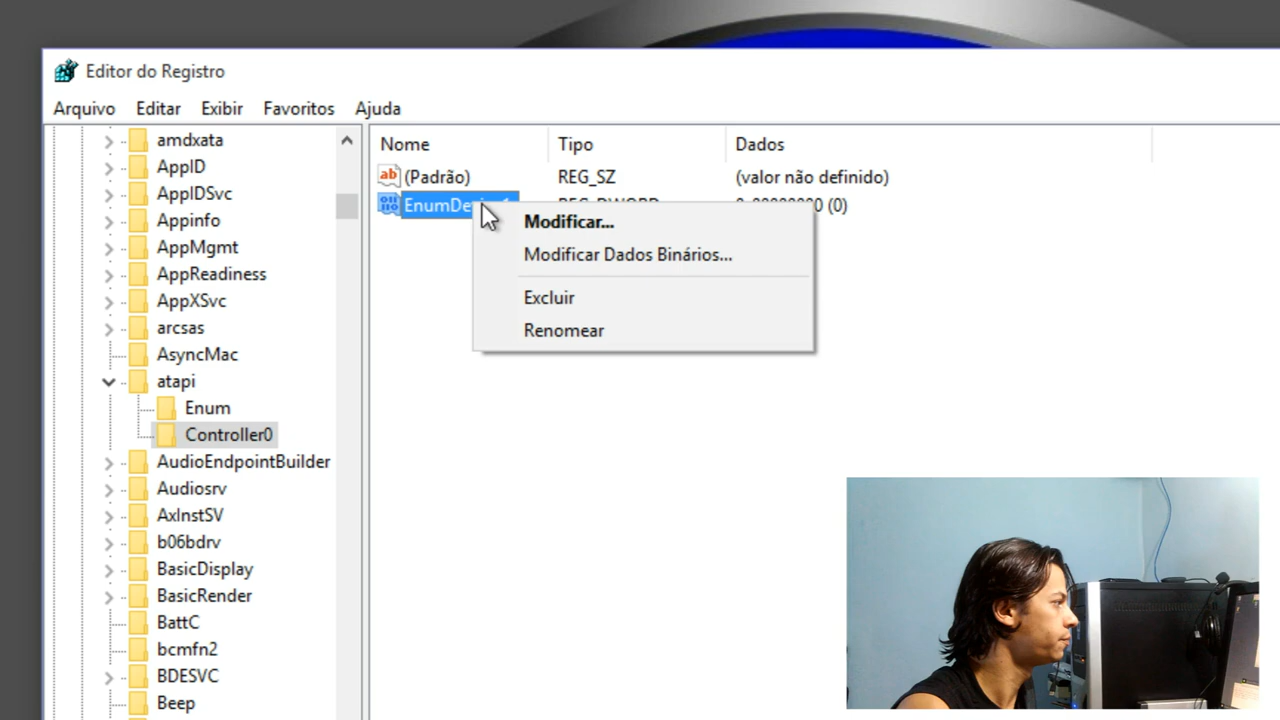 Editor do Registro
Arquivo Editar Exibir Favoritos Ajuda
amdxata
AppID
AppIDSvc
Appinfo
AppMgmt
AppReadiness
AppXSvc
arcsas
AsyncMac
atapi
Enum
Controller0
AudioEndpointBuilder
Audiosrv
AxInstSV
b06bdrv
BasicDisplay
BasicRender
BattC
bcmfn2
BDESVC
Beep
Nome Tipo Dados
ab (Padrão) REG_SZ (valor não definido)
REG_DWORD (0)
Modificar...
Modificar Dados Binários...
Excluir
Renomear